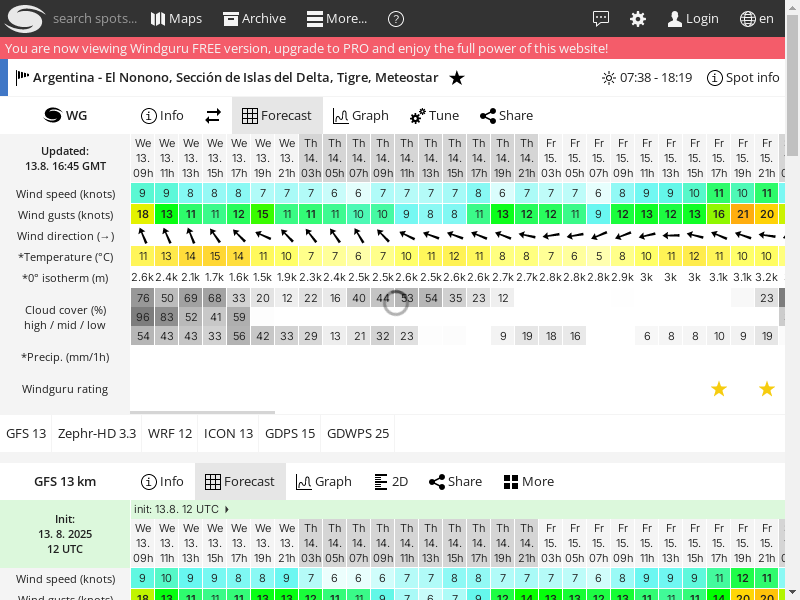 search spots... Maps Archive More... ? Login en
You are now viewing Windguru FREE version, upgrade to PRO and enjoy the full power of this website!
Argentina - El Nonono, Sección de Islas del Delta, Tigre, Meteostar 07:38 - 18:19 Spot info
WG Info Forecast Graph Tune Share
Updated:
13.8. 16:45 GMT
We We We We We We We Th Th Th Th Th Th Th Th Th Th Fr Fr Fr Fr Fr Fr Fr Fr Fr Fr
13. 13. 13. 13. 13. 13. 13. 14. 14. 14. 14. 14. 14. 14. 14. 14. 14. 15. 15. 15. 15. 15. 15. 15. 15. 15. 15.
09h 11h 13h 15h 17h 19h 21h 03h 05h 07h 09h 11h 13h 15h 17h 19h 21h 03h 05h 07h 09h 11h 13h 15h 17h 19h 21h
Wind speed (knots) 9 9 8 8 8 7 7 7 6 6 7 7 7 7 8 6 7 7 7 6 8 9 9 10 11 10 11
Wind gusts (knots) 18 13 11 11 12 15 11 11 11 10 10 9 8 8 11 13 12 12 11 9 12 13 12 13 16 21 20
Wind direction (→)
*Temperature (°C) 11 13 14 15 14 11 10 7 7 6 7 10 11 12 11 8 8 7 6 5 8 10 11 11 10 9 9
*0° isotherm (m) 2.6k 2.4k 2.1k 1.7k 1.6k 1.5k 1.9k 2.3k 2.4k 2.5k 2.5k 2.6k 2.5k 2.6k 2.6k 2.7k 2.7k 2.8k 2.8k 2.8k 2.9k 3k 3k 3k 3.1k 3.1k 3.2k
Cloud cover (%)
high / mid / low
76 50 69 68 33 20 12 22 16 40 44 53 54 35 23 12 23
96 83 52 41 59
54 43 43 33 56 42 33 29 13 21 32 23 9 19 18 16 6 8 8 10 9 19
*Precip. (mm/1h)
Windguru rating
GFS 13 Zephr-HD 3.3 WRF 12 ICON 13 GDPS 15 GDWPS 25
GFS 13 km Info Forecast Graph 2D Share More
Init:
13. 8. 2025
12 UTC
init: 13.8. 12 UTC
We We We We We We We Th Th Th Th Th Th Th Th Th Th Fr Fr Fr Fr Fr Fr Fr Fr Fr Fr
13. 13. 13. 13. 13. 13. 13. 14. 14. 14. 14. 14. 14. 14. 14. 14. 14. 15. 15. 15. 15. 15. 15. 15. 15. 15. 15.
09h 11h 13h 15h 17h 19h 21h 03h 05h 07h 09h 11h 13h 15h 17h 19h 21h 03h 05h 07h 09h 11h 13h 15h 17h 19h 21h
Wind speed (knots) 9 10 9 9 8 8 9 7 6 6 6 7 7 8 8 7 7 7 7 6 8 9 9 9 11 12 11
Wind gusts (knots)